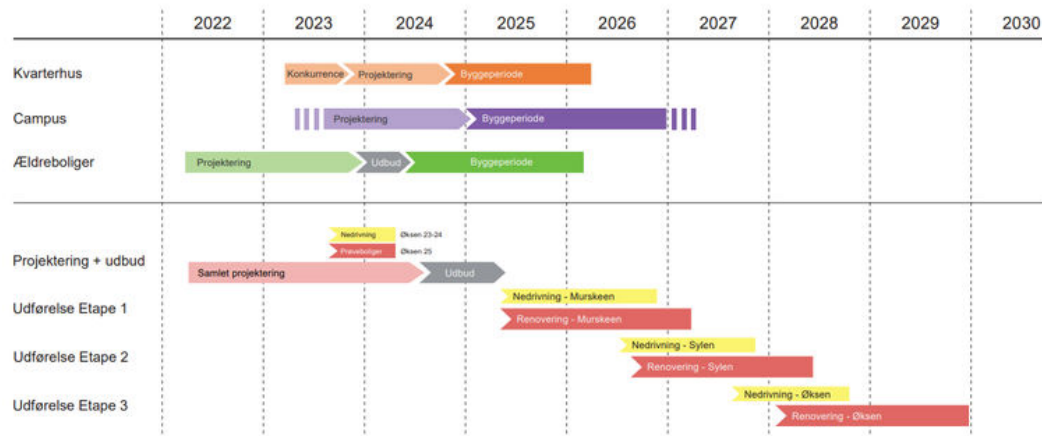 2022 2023 2024 2025 2026 2027 2028 2029 2030
Kvarterhus Konkurrence Projektering Byggeperiode
Campus Projektering Byggeperiode
Ældreboliger Projektering Udbud Byggeperiode
Nedrivning Øksen 23-24
Prøveboliger Øksen 25
Projektering + udbud
Samlet projektering Udbud
Nedrivning - Murskeen
Udførelse Etape 1
Renovering - Murskeen
Nedrivning - Sylen
Udførelse Etape 2
Renovering - Sylen
Nedrivning - Øksen
Udførelse Etape 3
Renovering - Øksen